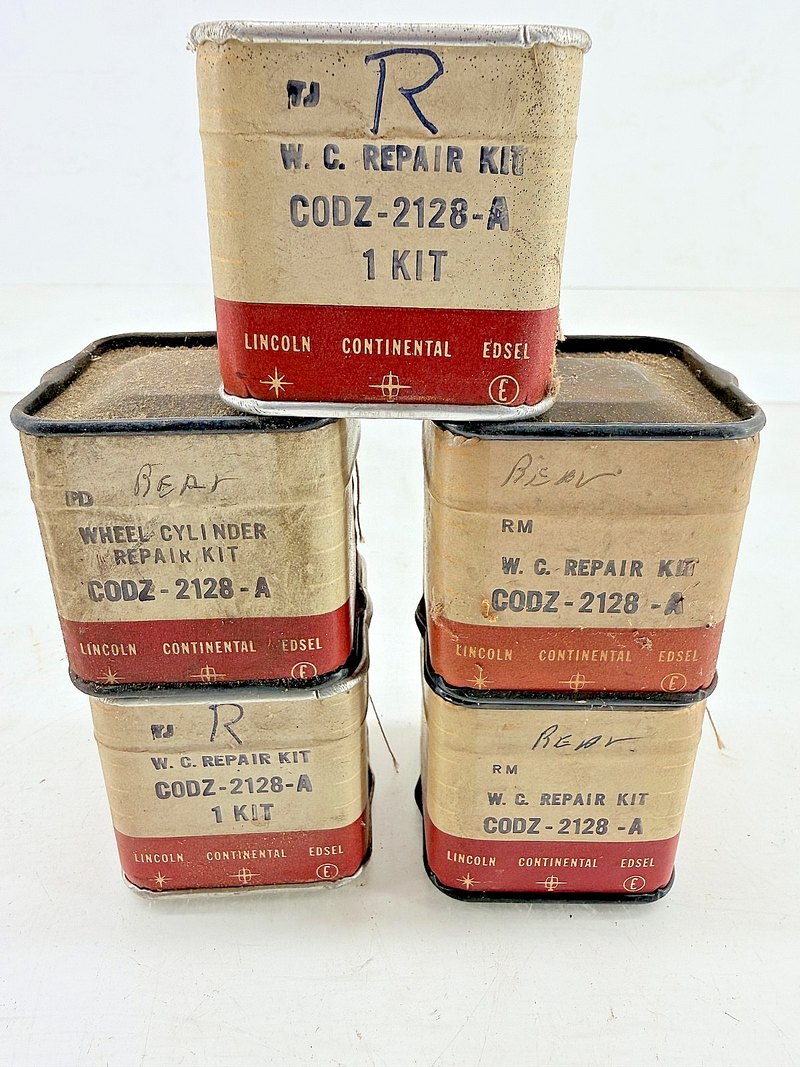 TJ R
W. C. REPAIR KIT
CODZ-2128-A
1 KIT
LINCOLN CONTINENTAL EDSEL
E
Rear
PD
WHEEL CYLINDER
REPAIR KIT
CODZ-2128-A
LINCOLN CONTINENTAL EDSEL
E
Rear
RM
W. C. REPAIR KIT
CODZ-2128-A
LINCOLN CONTINENTAL EDSEL
E
TJ R
W. C. REPAIR KIT
CODZ-2128-A
1 KIT
LINCOLN CONTINENTAL EDSEL
E
Rear
RM
W. C. REPAIR KIT
CODZ-2128-A
LINCOLN CONTINENTAL EDSEL
E